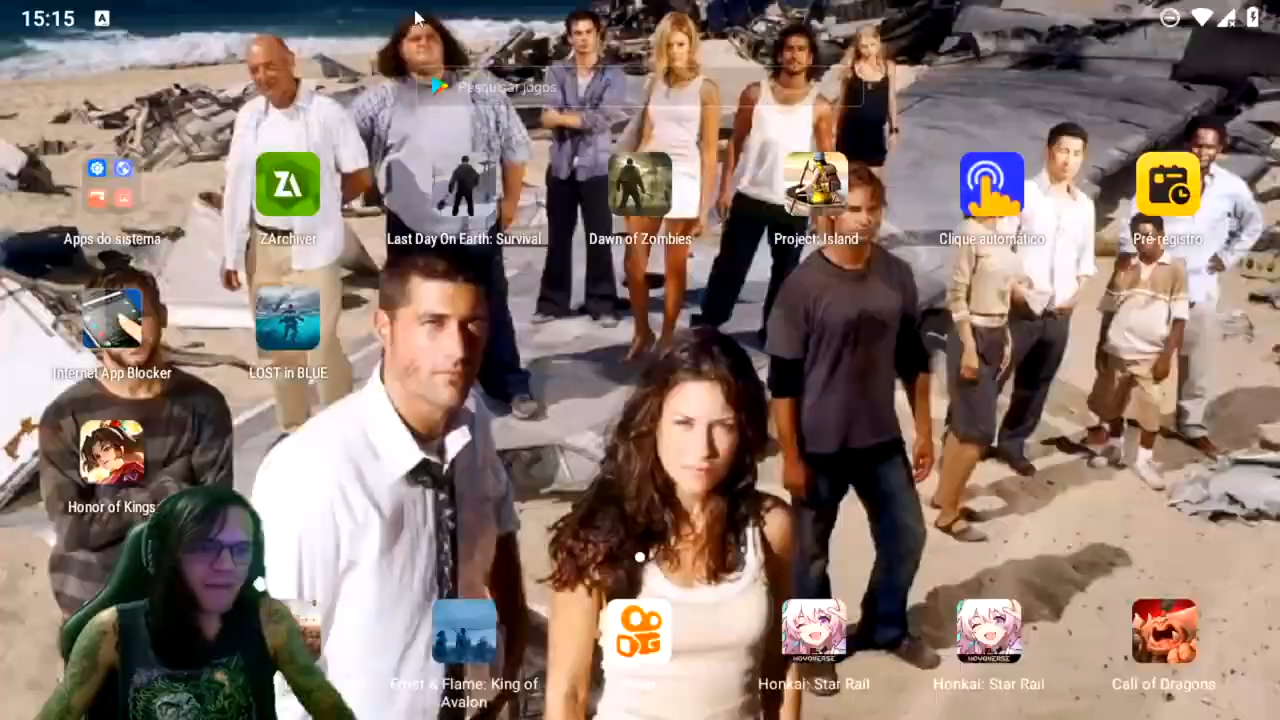 15:15
Pesquisar jogos
Apps do sistema
ZArchiver
Last Day On Earth: Survival
Dawn of Zombies
Project: Island
Clique automático
Pré-registro
Internet App Blocker
LOST in BLUE
Honor of Kings
Frost & Flame: King of
Avalon
Honkai: Star Rail
Honkai: Star Rail
Call of Dragons
HOYOVERSE
HOYOVERSE